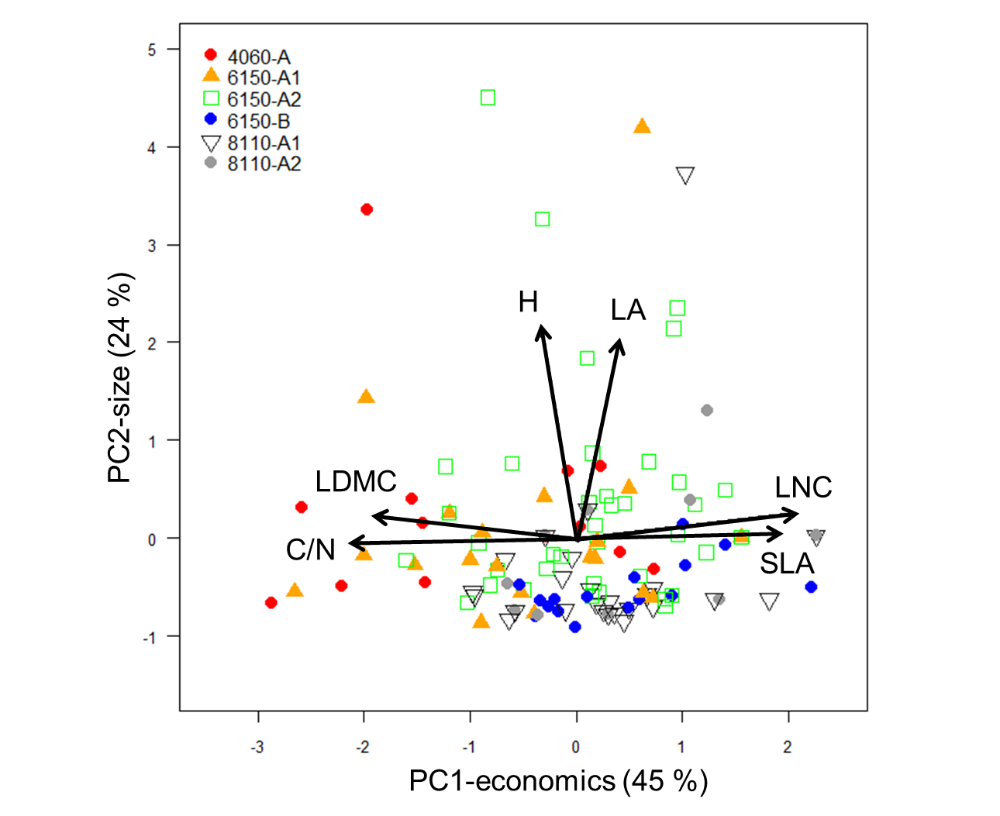 4060-A
6150-A1
6150-A2
6150-B
8110-A1
8110-A2
5
4
3
2
1
0
-1
PC2-size (24 %)
H
LA
LDMC
LNC
C/N
SLA
-3
-2
-1
0
1
2
PC1-economics (45 %)